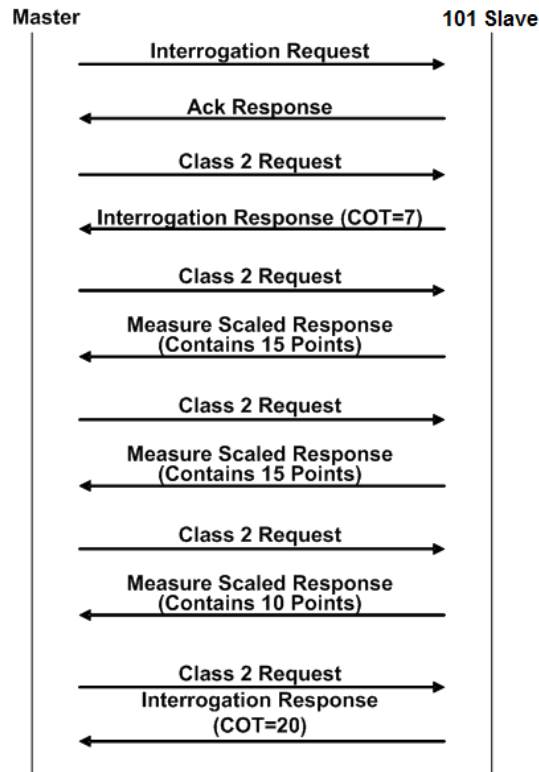 Master
101 Slave
Interrogation Request
Ack Response
Class 2 Request
Interrogation Response (COT=7)
Class 2 Request
Measure Scaled Response
(Contains 15 Points)
Class 2 Request
Measure Scaled Response
(Contains 15 Points)
Class 2 Request
Measure Scaled Response
(Contains 10 Points)
Class 2 Request
Interrogation Response
(COT=20)